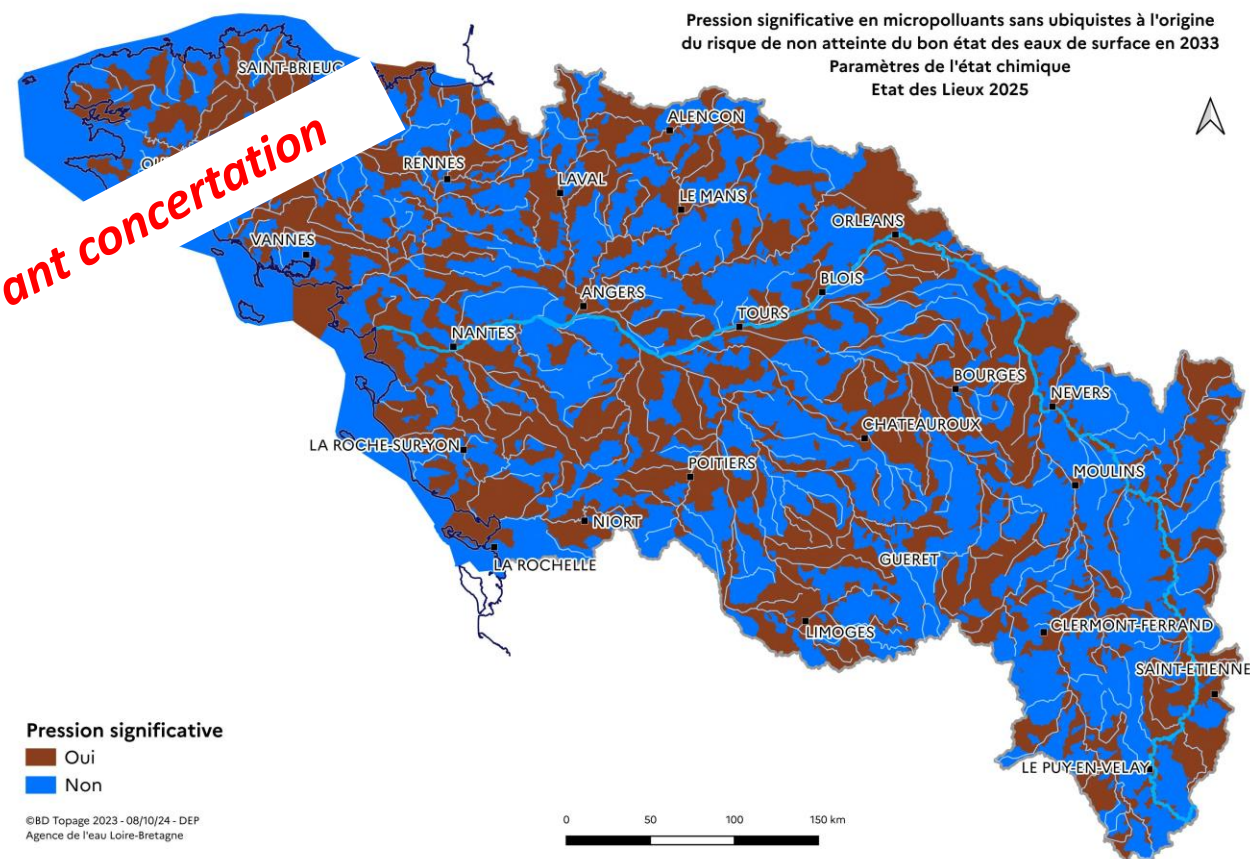 Pression significative en micropolluants sans ubiquistes à l'origine
du risque de non atteinte du bon état des eaux de surface en 2033
Paramètres de l'état chimique
Etat des Lieux 2025
SAINT-BRIEUC
ant concertation
ALENCON
RENNES
LAVAL
LE MANS
ORLEANS
VANNES
BLOIS
ANGERS
TOURS
NANTES
BOURGES
NEVERS
CHATEAUROUX
LA ROCHE-SUR-YON
POITIERS
MOULINS
NIORT
GUERET
LA ROCHELLE
LIMOGES
CLERMONT-FERRAND
SAINT-ETIENNE
LE PUY-EN-VELAY
Pression significative
Oui
Non
©BD Topage 2023 - 08/10/24 - DEP
Agence de l'eau Loire-Bretagne
0 50 100 150 km